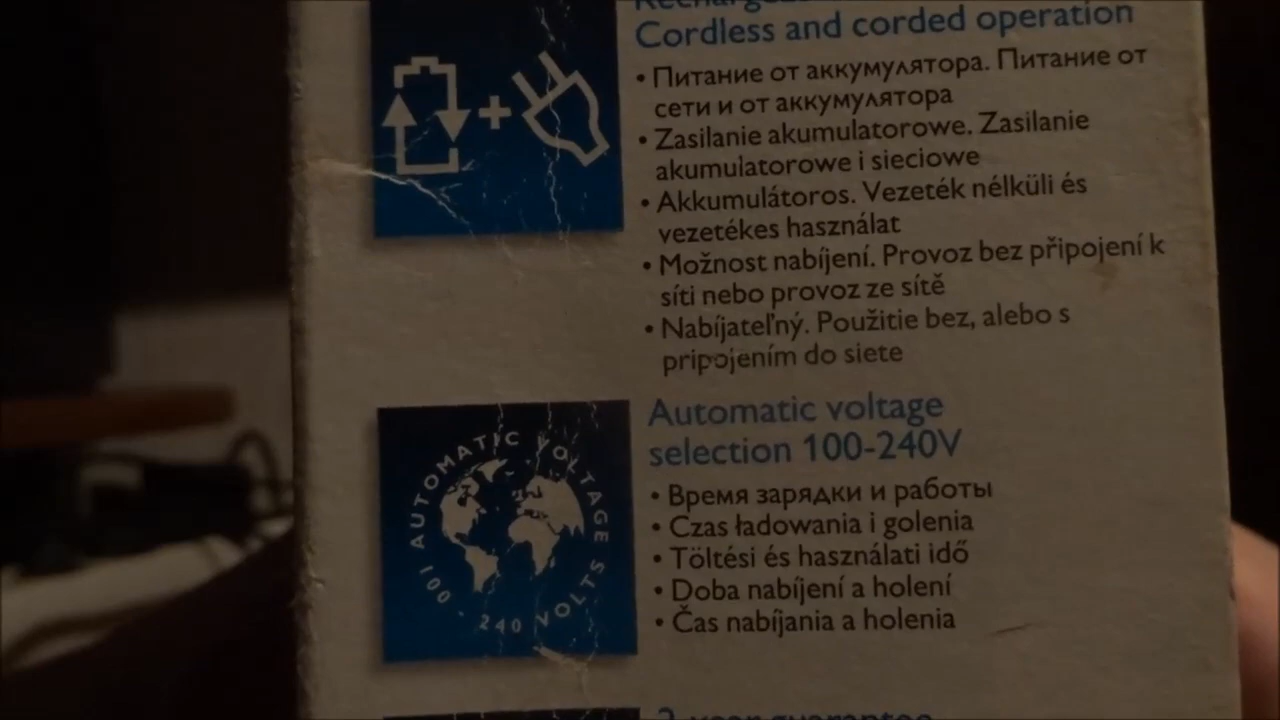 Cordless and corded operation
• Питание от аккумулятора. Питание от
сети и от аккумулятора
• Zasilanie akumulatorowe. Zasilanie
akumulatorowe i sieciowe
• Akkumulátoros. Vezeték nélküli és
vezetékes használat
• Možnost nabíjení. Provoz bez připojení k
síti nebo provoz ze sítě
• Nabíjateľný. Použitie bez, alebo s
pripojením do siete
AUTOMATIC VOLTAGE
100 - 240 VOLTS
Automatic voltage
selection 100-240V
• Время зарядки и работы
• Czas ładowania i golenia
• Töltési és használati idő
• Doba nabíjení a holení
• Čas nabíjania a holenia
2-year guarantee